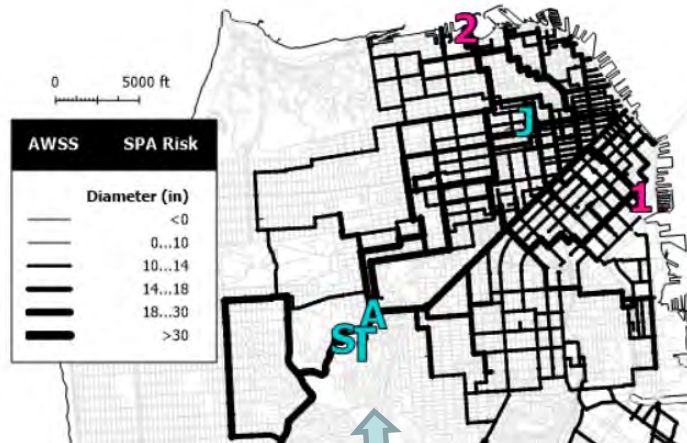 2
0 5000 ft
J
AWSS SPA Risk
Diameter (in)
<0
0...10
10...14
14...18
18...30
>30
1
A
ST